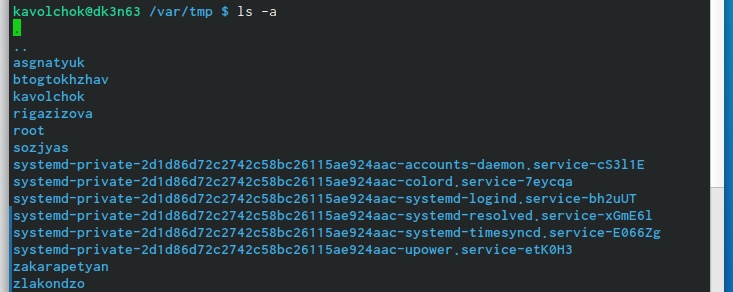 kavolchok@dk3n63 /var/tmp $ ls -a
.
..
asgnatyuk
btogtokhzhav
kavolchok
rigazizova
root
sozjyas
systemd-private-2d1d86d72c2742c58bc26115ae924aac-accounts-daemon.service-cS3l1E
systemd-private-2d1d86d72c2742c58bc26115ae924aac-colord.service-7eycqa
systemd-private-2d1d86d72c2742c58bc26115ae924aac-systemd-logind.service-bh2uUT
systemd-private-2d1d86d72c2742c58bc26115ae924aac-systemd-resolved.service-xGmE6l
systemd-private-2d1d86d72c2742c58bc26115ae924aac-systemd-timesyncd.service-E066Zg
systemd-private-2d1d86d72c2742c58bc26115ae924aac-upower.service-etK0H3
zakarapetyan
zlakondzo